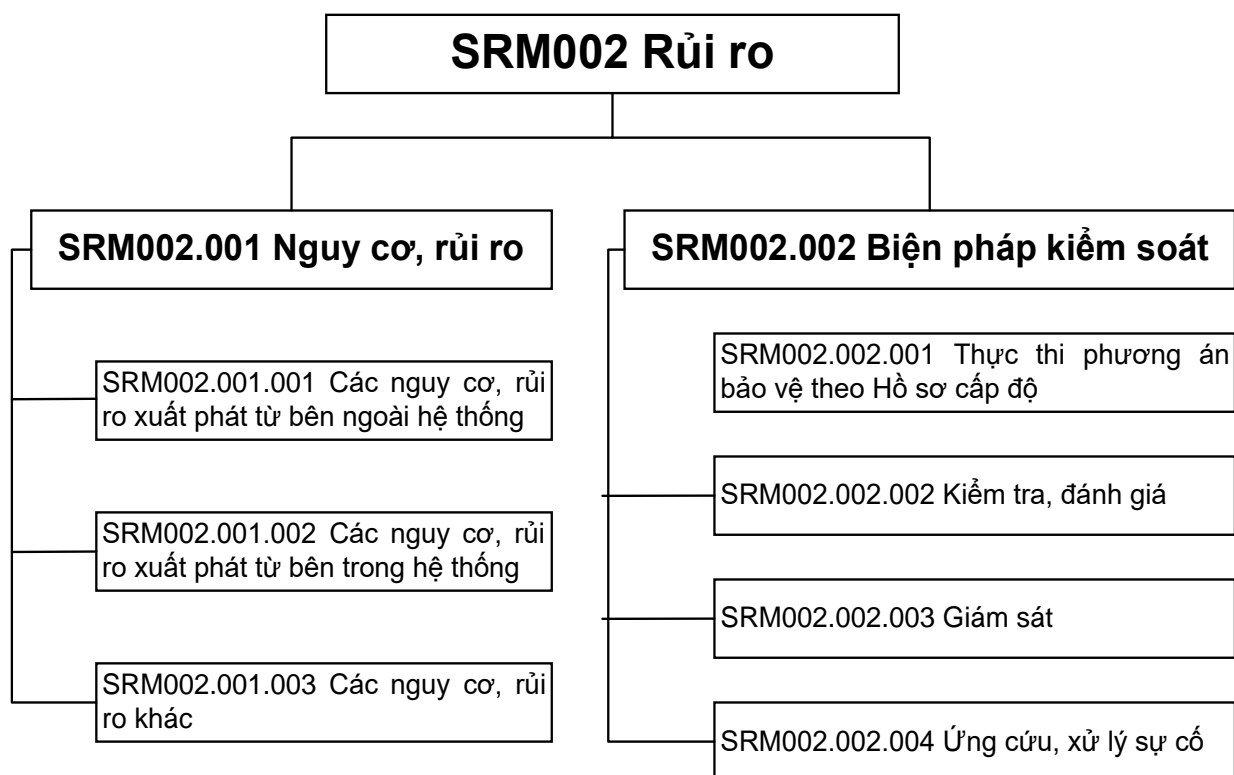 SRM002 Rủi ro
SRM002.001 Nguy cơ, rủi ro
SRM002.001.001 Các nguy cơ, rủi
ro xuất phát từ bên ngoài hệ thống
SRM002.001.002 Các nguy cơ, rủi
ro xuất phát từ bên trong hệ thống
SRM002.001.003 Các nguy cơ, rủi
ro khác
SRM002.002 Biện pháp kiểm soát
SRM002.002.001 Thực thi phương án
bảo vệ theo Hồ sơ cấp độ
SRM002.002.002 Kiểm tra, đánh giá
SRM002.002.003 Giám sát
SRM002.002.004 Ứng cứu, xử lý sự cố